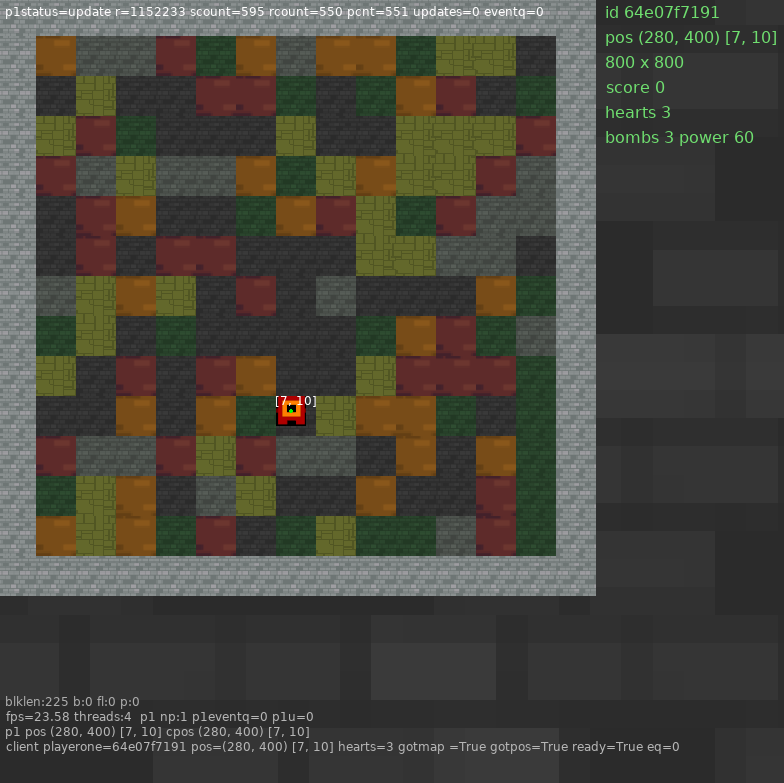 p1status=update r=1152233 scount=595 rcount=550 pcnt=551 updates=0 eventq=0
id 64e07f7191
pos (280, 400) [7, 10]
800 x 800
score 0
hearts 3
bombs 3 power 60
[7, 10]
blklen:225 b:0 fl:0 p:0
fps=23.58 threads:4 p1 np:1 p1eventq=0 p1u=0
p1 pos (280, 400) [7, 10] cpos (280, 400) [7, 10]
client playerone=64e07f7191 pos=(280, 400) [7, 10] hearts=3 gotmap =True gotpos=True ready=True eq=0